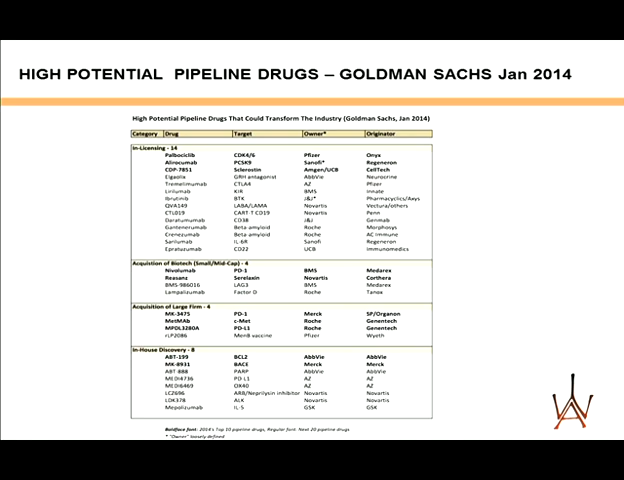 HIGH POTENTIAL PIPELINE DRUGS – GOLDMAN SACHS Jan 2014
High Potential Pipeline Drugs That Could Transform The Industry (Goldman Sachs, Jan 2014)
Category Drug Target Owner* Originator
In-Licensing - 14
Palbociclib CDK4/6 Pfizer Onyx
Alirocumab PCSK9 Sanofi* Regeneron
CDP-7851 Sclerostin Amgen/UCB CellTech
Elgaolix GRH antagonist AbbVie Neurocrine
Tremelimumab CTLA4 AZ Pfizer
Lirilumab KIR BMS Innate
Ibrutinib BTK J&J* Pharmacyclics/Axys
QVA149 LABA/LAMA Novartis Vectura/others
CTL019 CART-T CD19 Novartis Penn
Daratumumab CD38 J&J Genmab
Gantenerumab Beta amyloid Roche Morphosys
Crenezumab Beta amyloid Roche AC Immune
Sarilumab IL-6R Sanofi Regeneron
Epratuzumab CD22 UCB Immunomedics
Acquistion of Biotech (Small/Mid-Cap) - 4
Nivolumab PD-1 BMS Medarex
Reasanz Serelaxin Novartis Corthera
BMS-986016 LAG3 BMS Medarex
Lampalizumab Factor D Roche Tanox
Acquisition of Large Firm - 4
MK-3475 PD-1 Merck SP/Organon
MetMAb c-Met Roche Genentech
MPDL3280A PD-L1 Roche Genentech
rLP2086 MenB vaccine Pfizer Wyeth
In-House Discovery - 8
ABT-199 BCL2 AbbVie AbbVie
MK-8931 BACE Merck Merck
ABT-888 PARP AbbVie AbbVie
MEDI4736 PD-L1 AZ AZ
MEDI6469 OX40 AZ AZ
LCZ696 ARB/Neprilysin inhibitor Novartis Novartis
LDK378 ALK Novartis Novartis
Mepolizumab IL-5 GSK GSK
Boldface font: 2014's Top 10 pipeline drugs, Regular font: Next 20 pipeline drugs
* "Owner" loosely defined